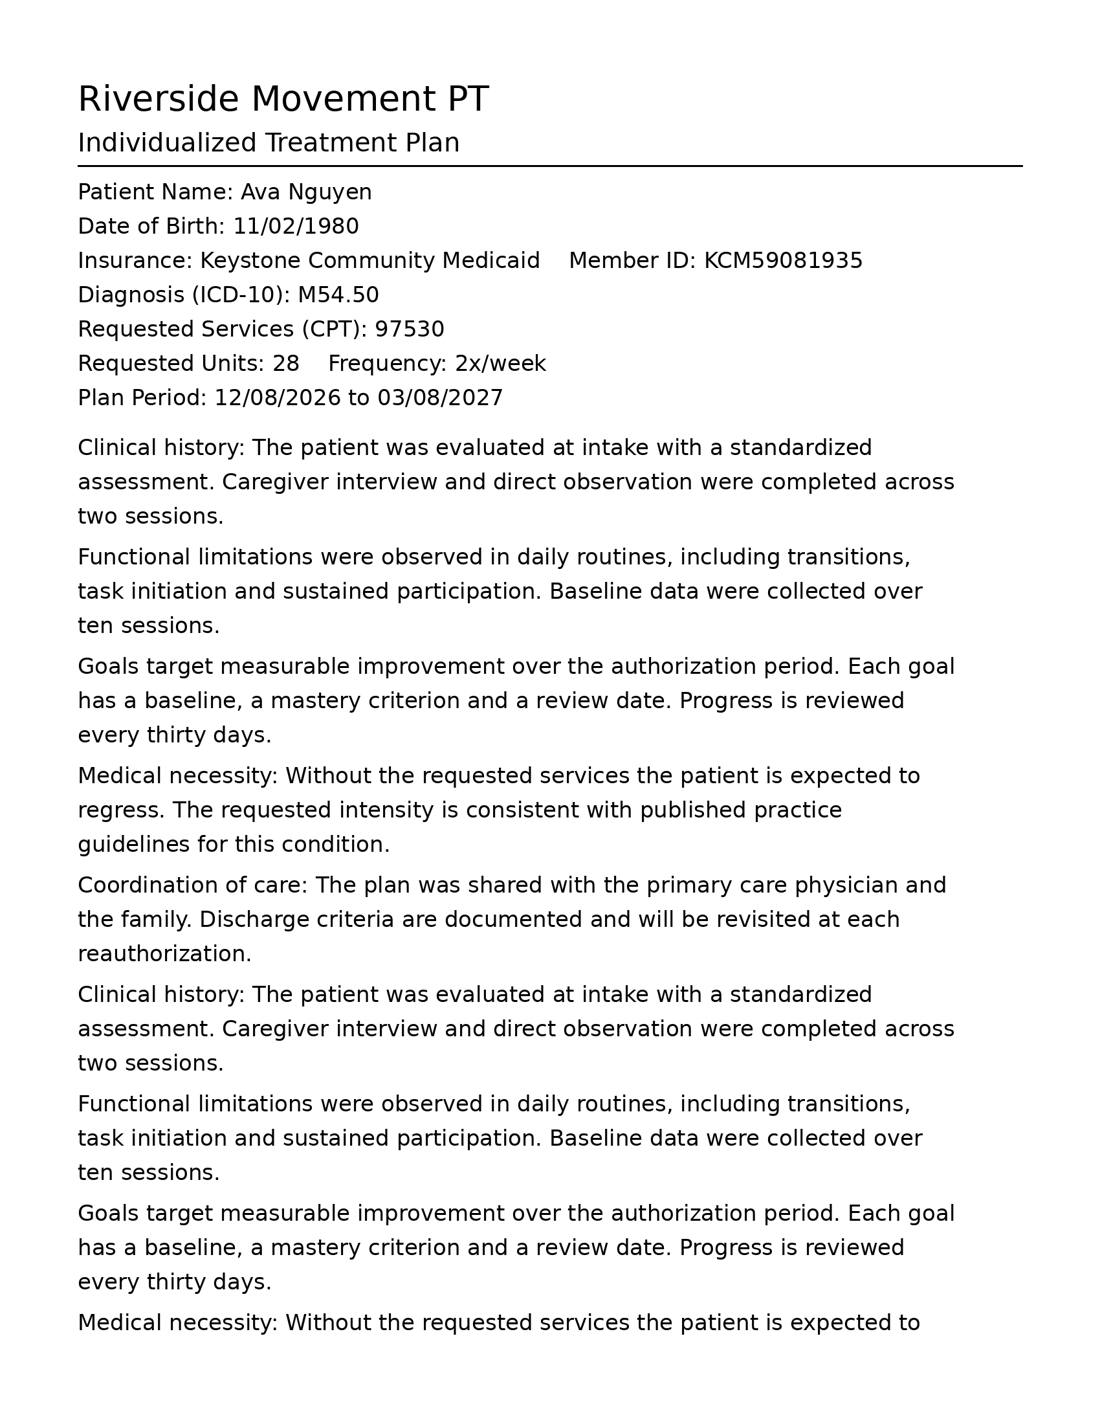 Riverside Movement PT
Individualized Treatment Plan
Patient Name: Ava Nguyen
Date of Birth: 11/02/1980
Insurance: Keystone Community Medicaid Member ID: KCM59081935
Diagnosis (ICD-10): M54.50
Requested Services (CPT): 97530
Requested Units: 28 Frequency: 2x/week
Plan Period: 12/08/2026 to 03/08/2027
Clinical history: The patient was evaluated at intake with a standardized
assessment. Caregiver interview and direct observation were completed across
two sessions.
Functional limitations were observed in daily routines, including transitions,
task initiation and sustained participation. Baseline data were collected over
ten sessions.
Goals target measurable improvement over the authorization period. Each goal
has a baseline, a mastery criterion and a review date. Progress is reviewed
every thirty days.
Medical necessity: Without the requested services the patient is expected to
regress. The requested intensity is consistent with published practice
guidelines for this condition.
Coordination of care: The plan was shared with the primary care physician and
the family. Discharge criteria are documented and will be revisited at each
reauthorization.
Clinical history: The patient was evaluated at intake with a standardized
assessment. Caregiver interview and direct observation were completed across
two sessions.
Functional limitations were observed in daily routines, including transitions,
task initiation and sustained participation. Baseline data were collected over
ten sessions.
Goals target measurable improvement over the authorization period. Each goal
has a baseline, a mastery criterion and a review date. Progress is reviewed
every thirty days.
Medical necessity: Without the requested services the patient is expected to